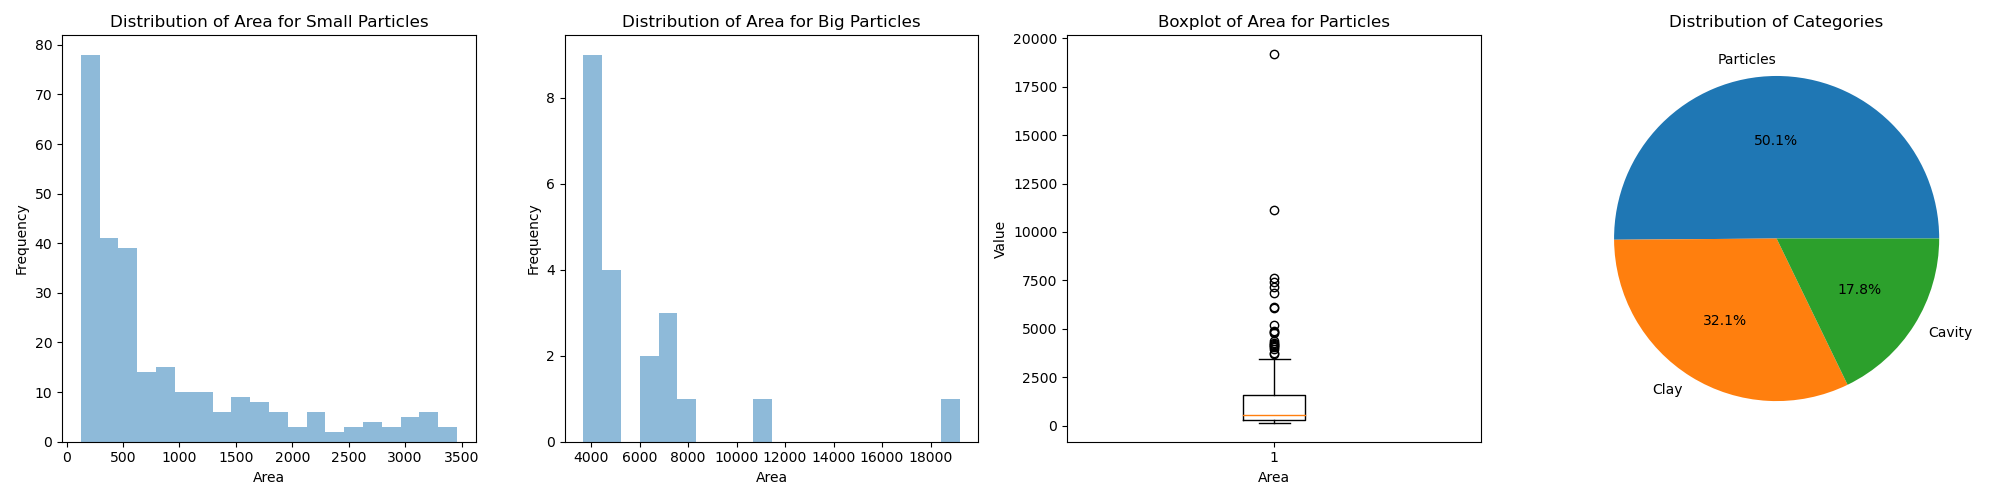 Distribution of Area for Small Particles
80
70
60
50
40
30
20
10
0
Frequency
0 500 1000 1500 2000 2500 3000 3500
Area
Distribution of Area for Big Particles
8
6
4
2
0
Frequency
4000 6000 8000 10000 12000 14000 16000 18000
Area
Boxplot of Area for Particles
20000
17500
15000
12500
10000
7500
5000
2500
0
Value
1
Area
Distribution of Categories
Particles
50.1%
17.8%
32.1%
Cavity
Clay